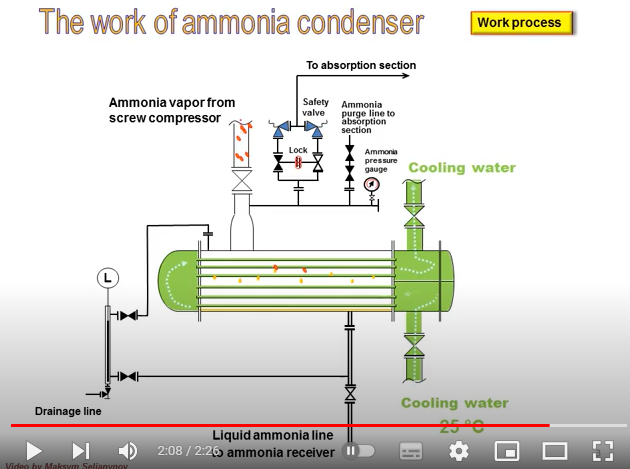 The work of ammonia condenser
Work process
To absorption section
Ammonia vapor from
screw compressor
Safety
valve
Ammonia
purge line to
absorption
section
Lock
Ammonia
pressure
gauge
Cooling water
L
Drainage line
Cooling water
25 °C
Liquid ammonia line
to ammonia receiver
2:08 / 2:26
Video by Maksym Selianynov